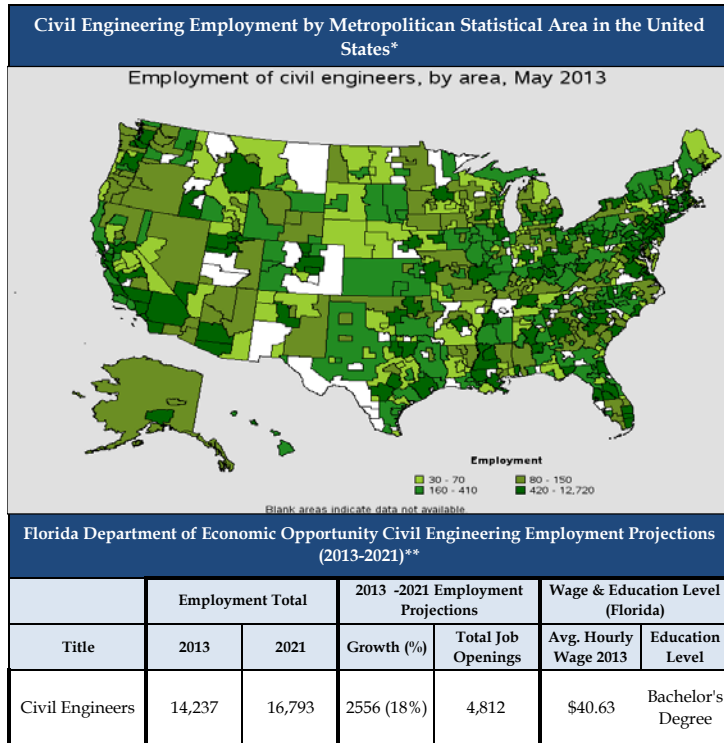 Civil Engineering Employment by Metropolitican Statistical Area in the United
States*
Employment of civil engineers, by area, May 2013
Employment
30 - 70
80 - 150
160 - 410
420 - 12,720
Blank areas indicate data not available.
Florida Department of Economic Opportunity Civil Engineering Employment Projections
(2013-2021)**
Employment Total
2013 -2021 Employment
Projections
Wage & Education Level
(Florida)
Title
2013
2021
Growth (%)
Total Job
Openings
Avg. Hourly
Wage 2013
Education
Level
Civil Engineers
14,237
16,793
2556 (18%)
4,812
$40.63
Bachelor's
Degree